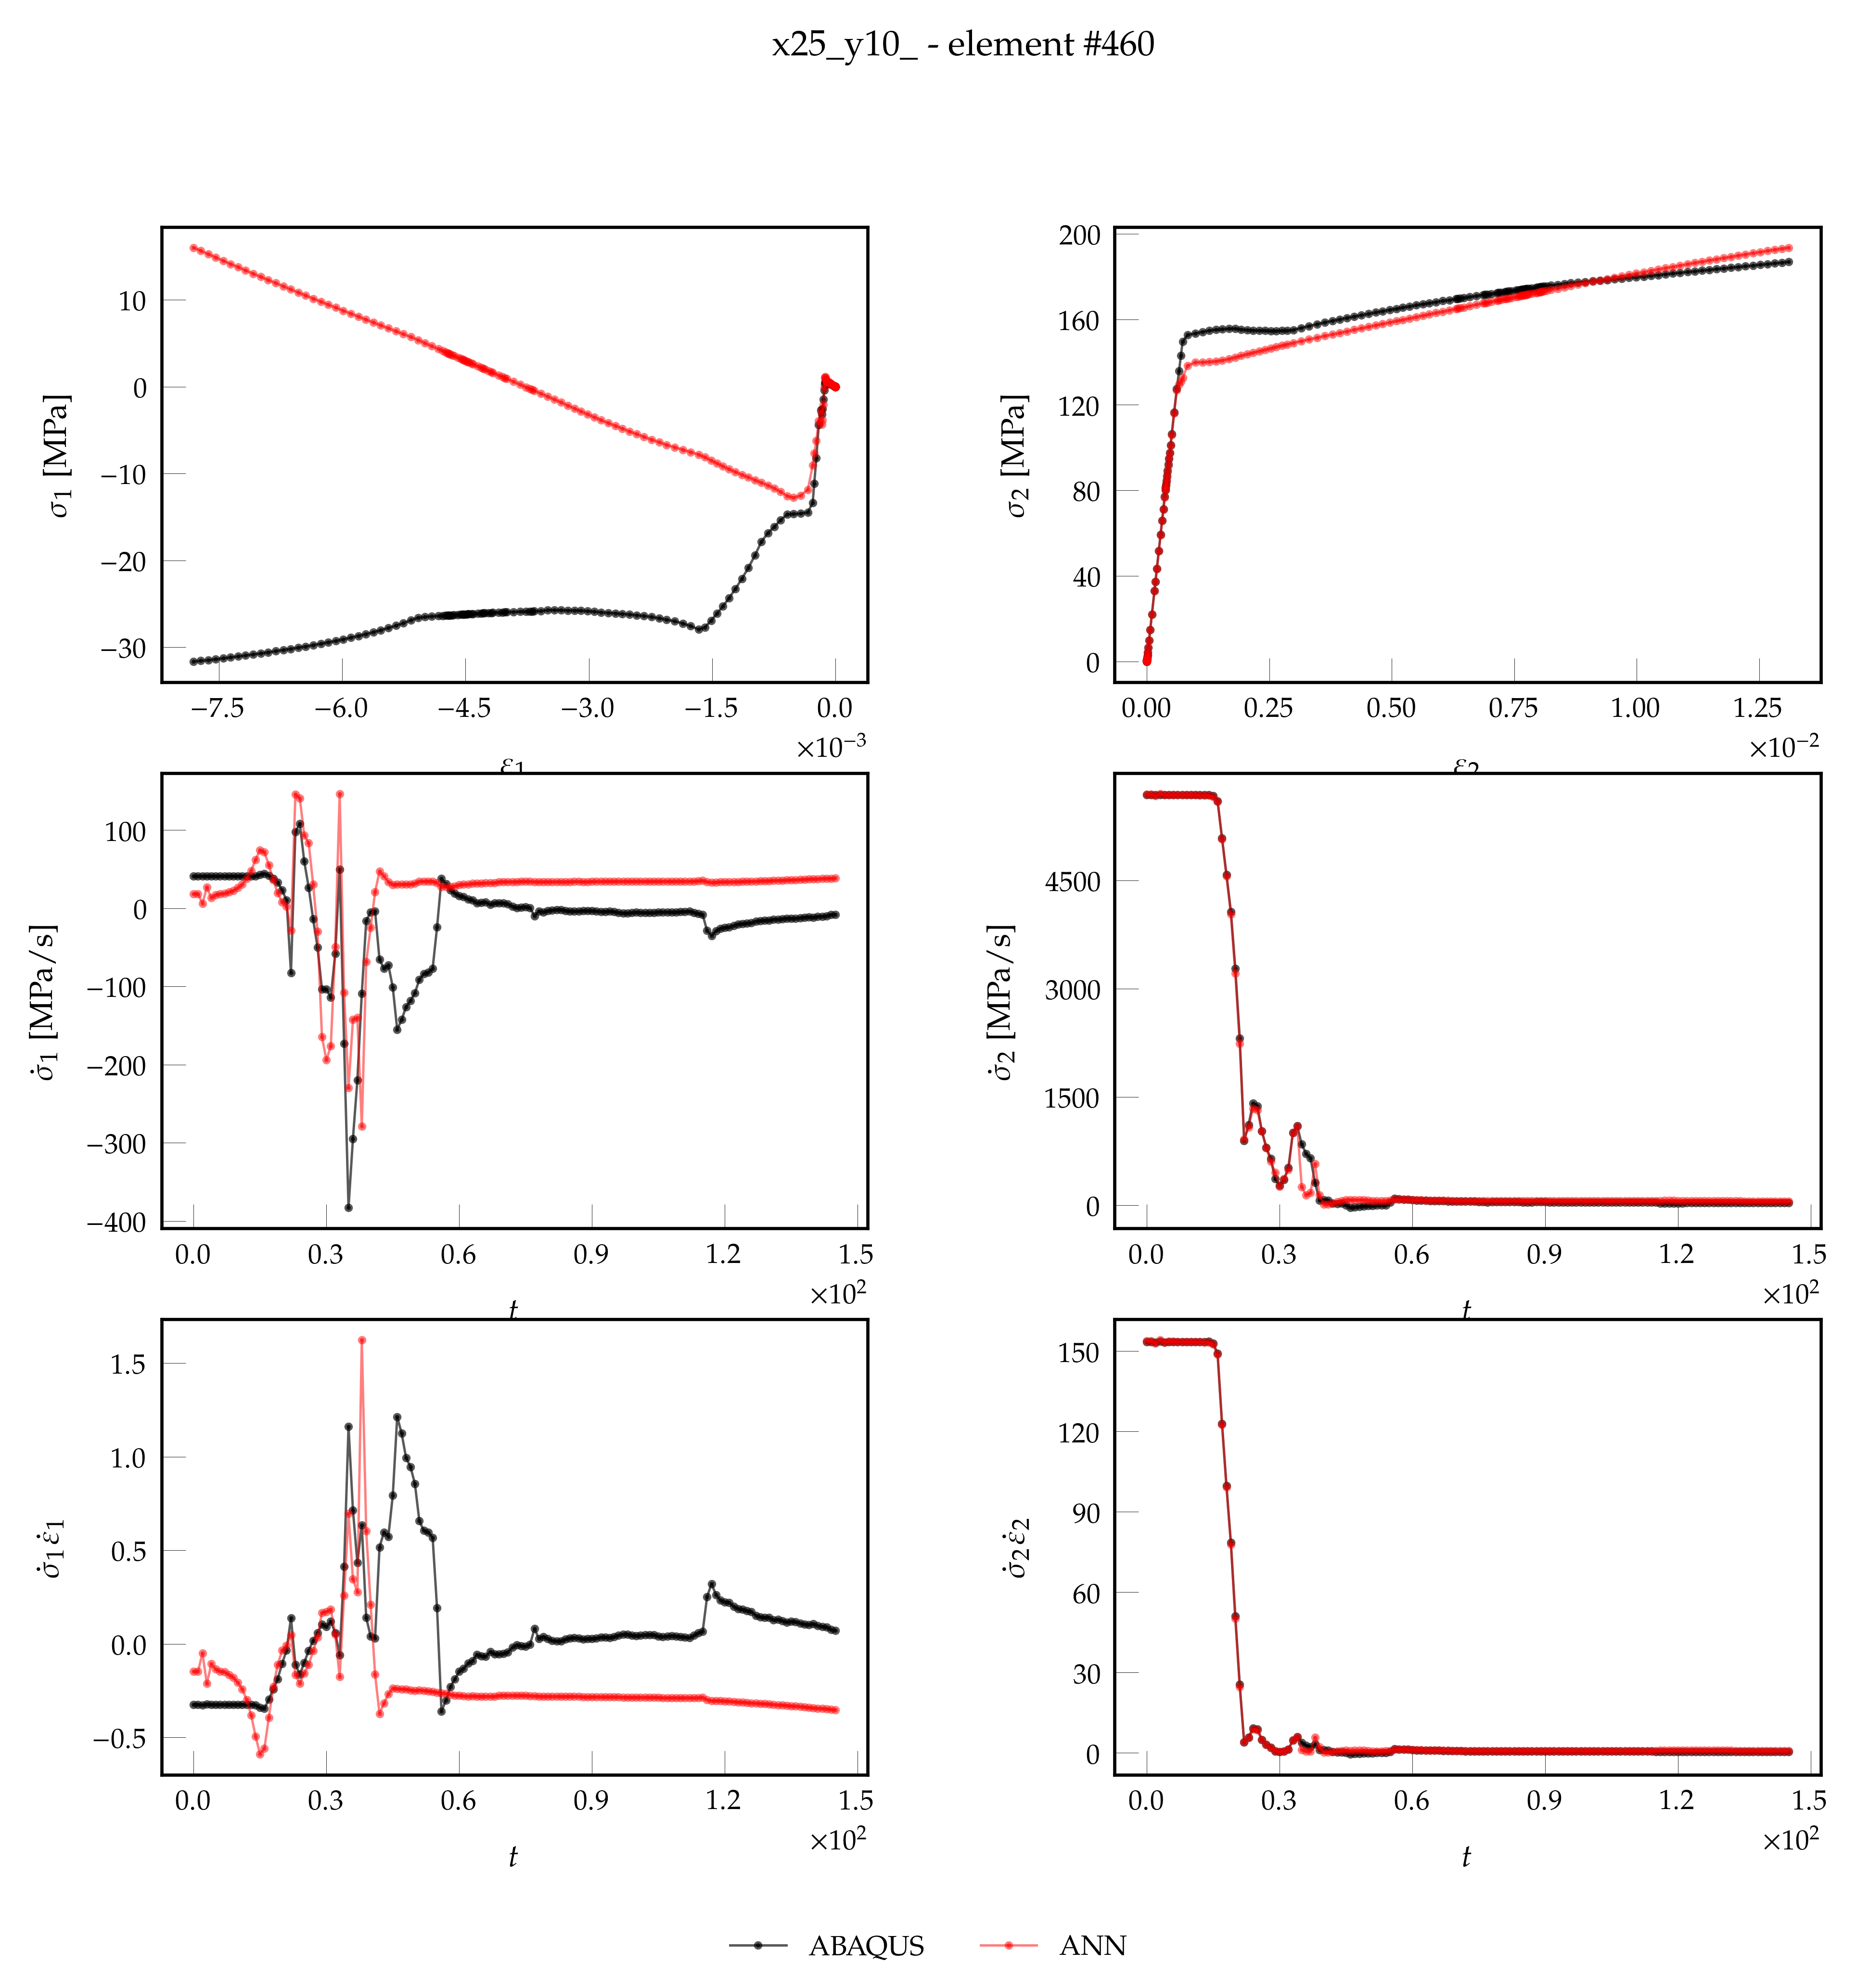 x25_y10_ - element #460
σ1 [MPa]
10
0
−10
−20
−30
−7.5 −6.0 −4.5 −3.0 −1.5 0.0
×10−3
ε1
σ2 [MPa]
200
160
120
80
40
0
0.00 0.25 0.50 0.75 1.00 1.25
×10−2
ε2
σ̇1 [MPa/s]
100
0
−100
−200
−300
−400
0.0 0.3 0.6 0.9 1.2 1.5
×102
t
σ̇2 [MPa/s]
4500
3000
1500
0
0.0 0.3 0.6 0.9 1.2 1.5
×102
t
σ̇1ε̇1
1.5
1.0
0.5
0.0
−0.5
0.0 0.3 0.6 0.9 1.2 1.5
×102
t
σ̇2ε̇2
150
120
90
60
30
0
0.0 0.3 0.6 0.9 1.2 1.5
×102
t
ABAQUS ANN